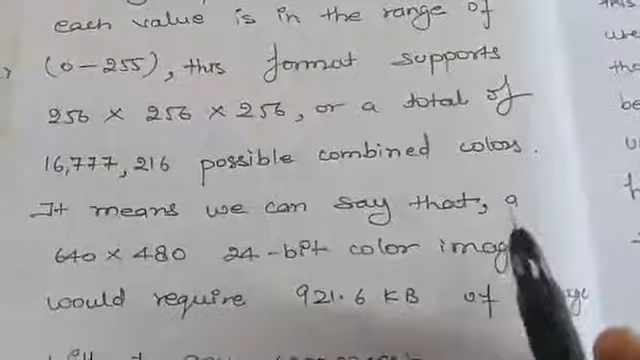 each value is in the range of
(0-255), this format supports
256 × 256 × 256, or a total of
16,777,216 possible combined colors.
It means we can say that, a
640 × 480 24-bit color imag
would require 921.6 KB of